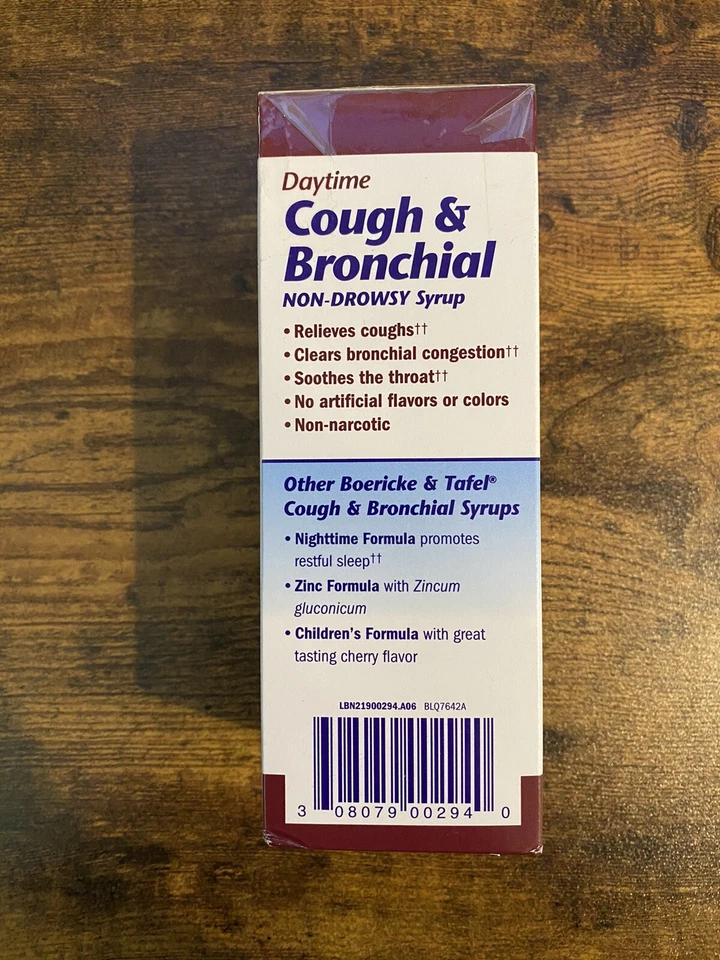 Daytime
Cough &
Bronchial
NON-DROWSY Syrup
• Relieves coughs††
• Clears bronchial congestion††
• Soothes the throat††
• No artificial flavors or colors
• Non-narcotic
Other Boericke & Tafel®
Cough & Bronchial Syrups
• Nighttime Formula promotes
restful sleep††
• Zinc Formula with Zincum
gluconicum
• Children's Formula with great
tasting cherry flavor
LBN21900294.A06 BLQ7642A
3 08079 00294 0